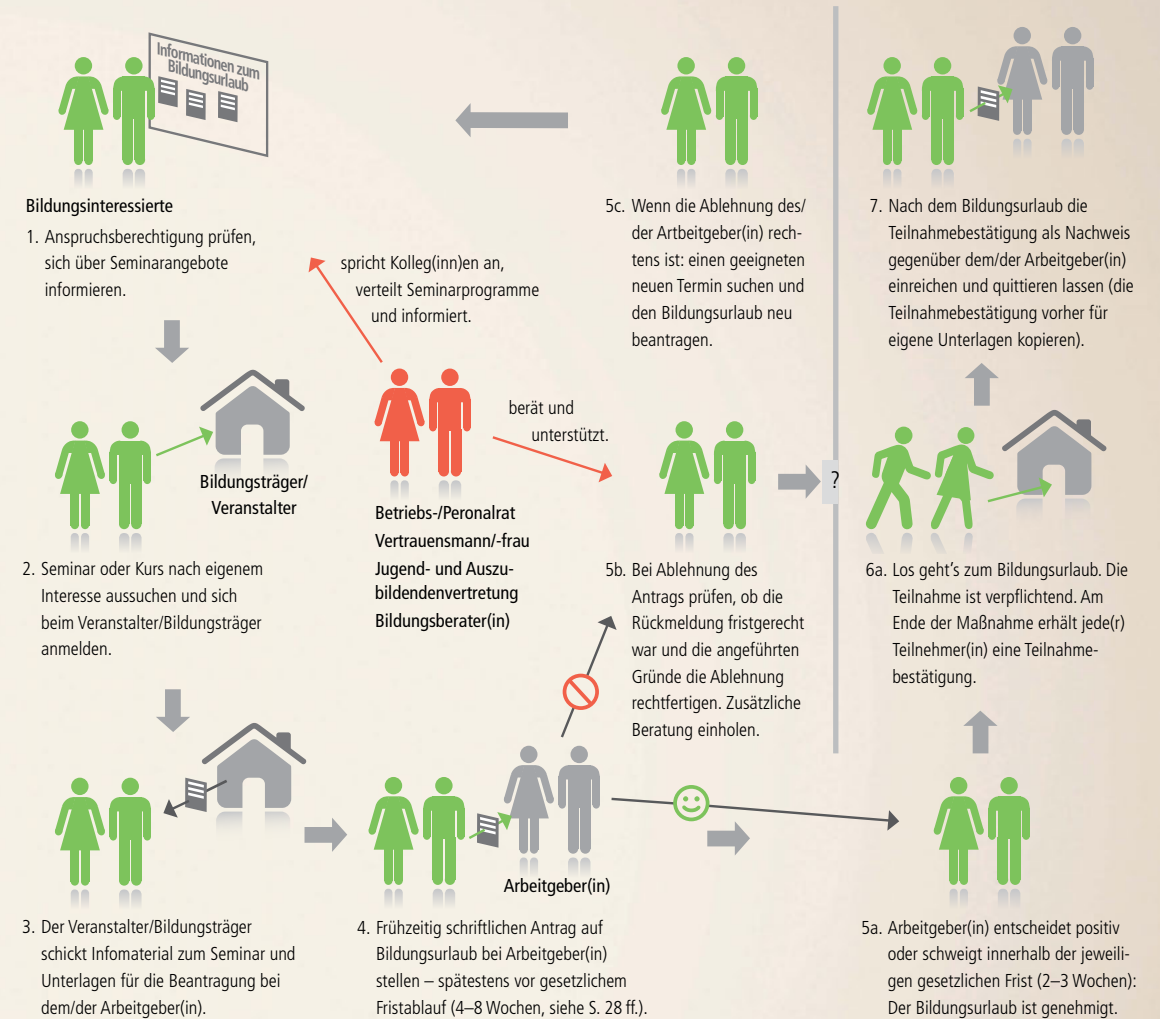 Informationen zum
Bildungsurlaub
Bildungsinteressierte
1. Anspruchsberechtigung prüfen,
sich über Seminarangebote
informieren.
spricht Kolleg(inn)en an,
verteilt Seminarprogramme
und informiert.
Bildungsträger/
Veranstalter
2. Seminar oder Kurs nach eigenem
Interesse aussuchen und sich
beim Veranstalter/Bildungsträger
anmelden.
Betriebs-/Peronalrat
Vertrauensmann/-frau
Jugend- und Auszu-
bildendenvertretung
Bildungsberater(in)
berät und
unterstützt.
3. Der Veranstalter/Bildungsträger
schickt Infomaterial zum Seminar und
Unterlagen für die Beantragung bei
dem/der Arbeitgeber(in).
Arbeitgeber(in)
4. Frühzeitig schriftlichen Antrag auf
Bildungsurlaub bei Arbeitgeber(in)
stellen – spätestens vor gesetzlichem
Fristablauf (4–8 Wochen, siehe S. 28 ff.).
5a. Arbeitgeber(in) entscheidet positiv
oder schweigt innerhalb der jeweili-
gen gesetzlichen Frist (2–3 Wochen):
Der Bildungsurlaub ist genehmigt.
5b. Bei Ablehnung des
Antrags prüfen, ob die
Rückmeldung fristgerecht
war und die angeführten
Gründe die Ablehnung
rechtfertigen. Zusätzliche
Beratung einholen.
?
5c. Wenn die Ablehnung des/
der Artbeitgeber(in) rech-
tens ist: einen geeigneten
neuen Termin suchen und
den Bildungsurlaub neu
beantragen.
6a. Los geht's zum Bildungsurlaub. Die
Teilnahme ist verpflichtend. Am
Ende der Maßnahme erhält jede(r)
Teilnehmer(in) eine Teilnahme-
bestätigung.
7. Nach dem Bildungsurlaub die
Teilnahmebestätigung als Nachweis
gegenüber dem/der Arbeitgeber(in)
einreichen und quittieren lassen (die
Teilnahmebestätigung vorher für
eigene Unterlagen kopieren).